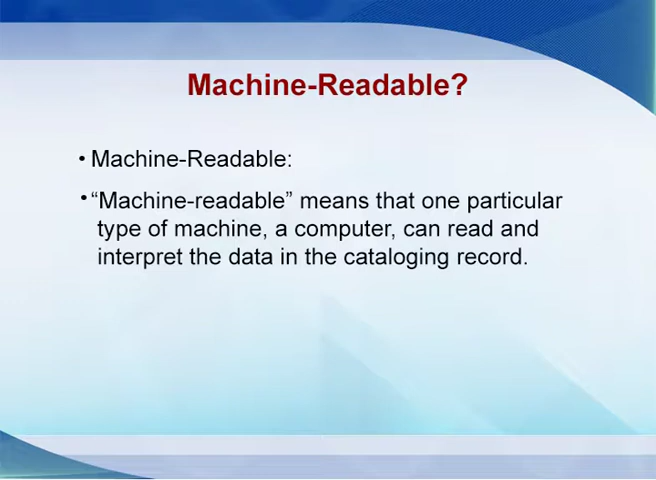 Machine-Readable?
• Machine-Readable:
• “Machine-readable” means that one particular
type of machine, a computer, can read and
interpret the data in the cataloging record.